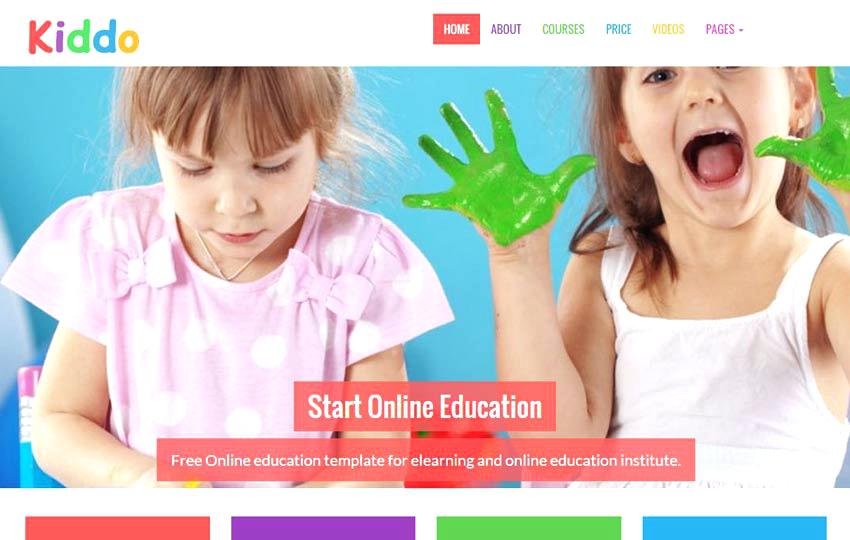 Kiddo
HOME ABOUT COURSES PRICE VIDEOS PAGES
Start Online Education
Free Online education template for elearning and online education institute.